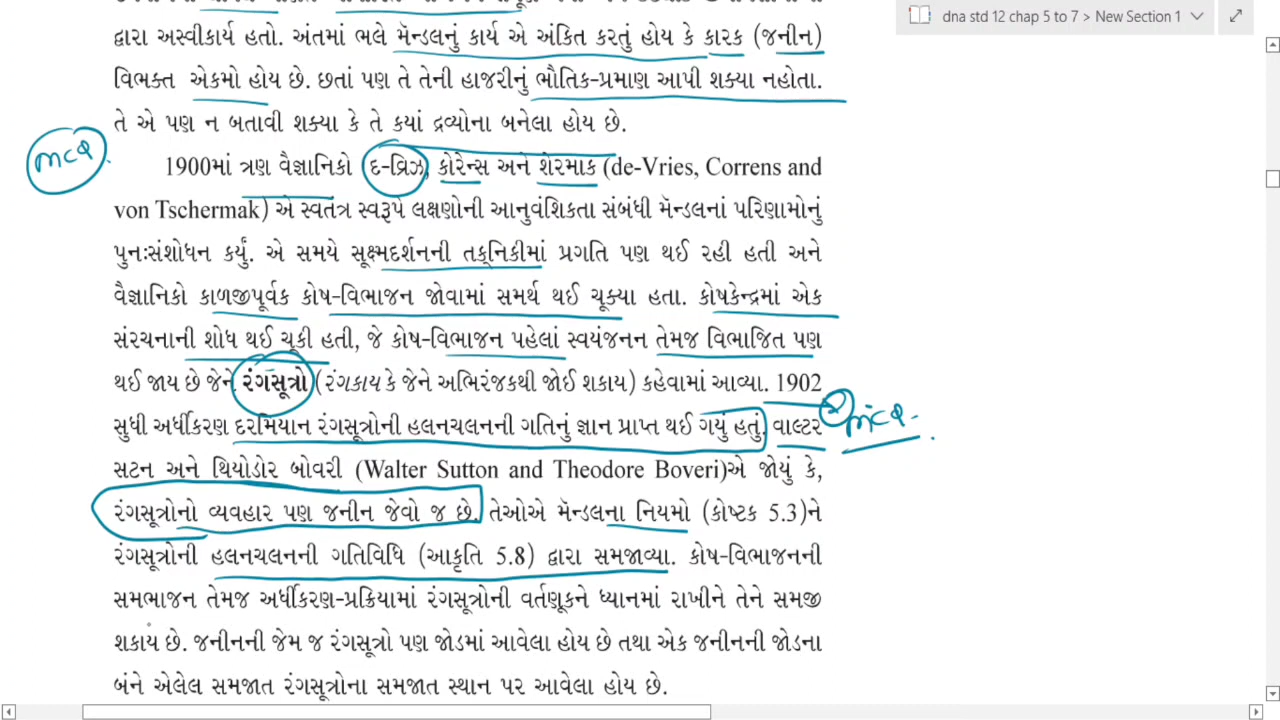 dna std 12 chap 5 to 7 > New Section 1
દ્વારા અસ્વીકાર્ય હતો. અંતમાં ભલે મૅન્ડલનું કાર્ય એ અંકિત કરતું હોય કે કારક (જનીન)
વિભક્ત એકમો હોય છે. છતાં પણ તે તેની હાજરીનું ભૌતિક-પ્રમાણ આપી શક્યા નહોતા.
તે એ પણ ન બતાવી શક્યા કે તે કયાં દ્રવ્યોના બનેલા હોય છે.
MCQ.
1900માં ત્રણ વૈજ્ઞાનિકો દ-વ્રિઝ, કોરેન્સ અને શેરમાક (de-Vries, Correns and
von Tschermak) એ સ્વતંત્ર સ્વરૂપે લક્ષણોની આનુવંશિકતા સંબંધી મૅન્ડલનાં પરિણામોનું
પુનઃસંશોધન કર્યું. એ સમયે સૂક્ષ્મદર્શનની તક્નિકીમાં પ્રગતિ પણ થઈ રહી હતી અને
વૈજ્ઞાનિકો કાળજીપૂર્વક કોષ-વિભાજન જોવામાં સમર્થ થઈ ચૂક્યા હતા. કોષકેન્દ્રમાં એક
સંરચનાની શોધ થઈ ચૂકી હતી, જે કોષ-વિભાજન પહેલાં સ્વયંજનન તેમજ વિભાજિત પણ
થઈ જાય છે જેને રંગસૂત્રો (રંગકાય કે જેને અભિરંજકથી જોઈ શકાય) કહેવામાં આવ્યા. 1902
સુધી અર્ધીકરણ દરમિયાન રંગસૂત્રોની હલનચલનની ગતિનું જ્ઞાન પ્રાપ્ત થઈ ગયું હતું. વાલ્ટર
MCQ.
સટન અને થિયોડોર બોવરી (Walter Sutton and Theodore Boveri)એ જોયું કે,
રંગસૂત્રોનો વ્યવહાર પણ જનીન જેવો જ છે. તેઓએ મૅન્ડલના નિયમો (કોષ્ટક 5.3)ને
રંગસૂત્રોની હલનચલનની ગતિવિધિ (આકૃતિ 5.8) દ્વારા સમજાવ્યા. કોષ-વિભાજનની
સમભાજન તેમજ અર્ધીકરણ-પ્રક્રિયામાં રંગસૂત્રોની વર્તણૂકને ધ્યાનમાં રાખીને તેને સમજી
શકાય છે. જનીનની જેમ જ રંગસૂત્રો પણ જોડમાં આવેલા હોય છે તથા એક જનીનની જોડના
બંને એલેલ સમજાત રંગસૂત્રોના સમજાત સ્થાન પર આવેલા હોય છે.